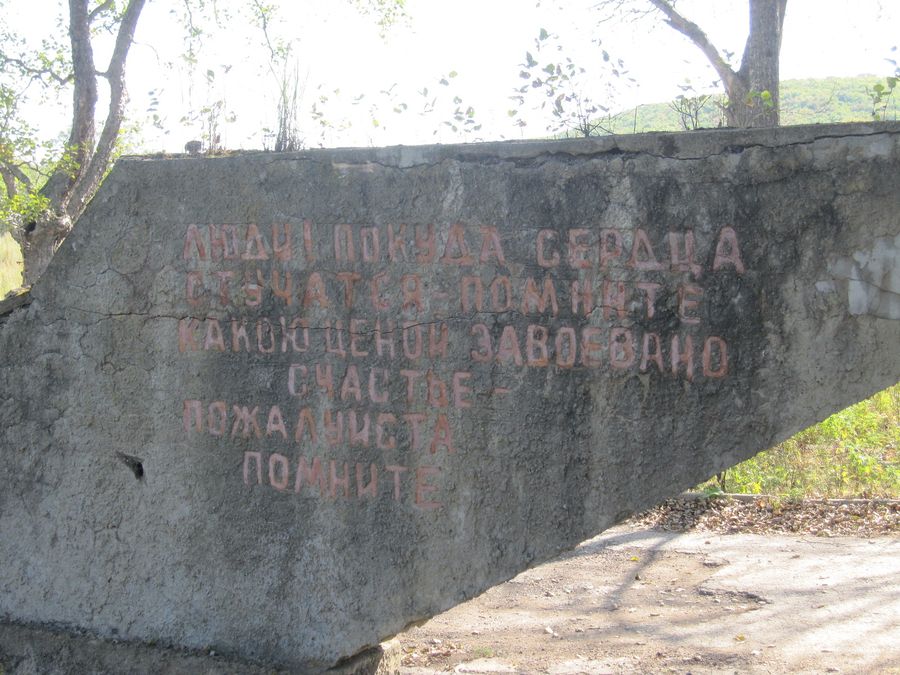 ЛЮДИ! ПОКУДА СЕРДЦА
СТУЧАТСЯ - ПОМНИТЕ
КАКОЮ ЦЕНОЙ ЗАВОЕВАНО
СЧАСТЬЕ -
ПОЖАЛУЙСТА
ПОМНИТЕ